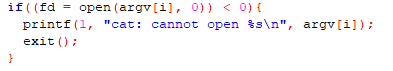 if((fd = open(argv[i], 0)) < 0){
printf(1, "cat: cannot open %s\n", argv[i]);
exit();
}